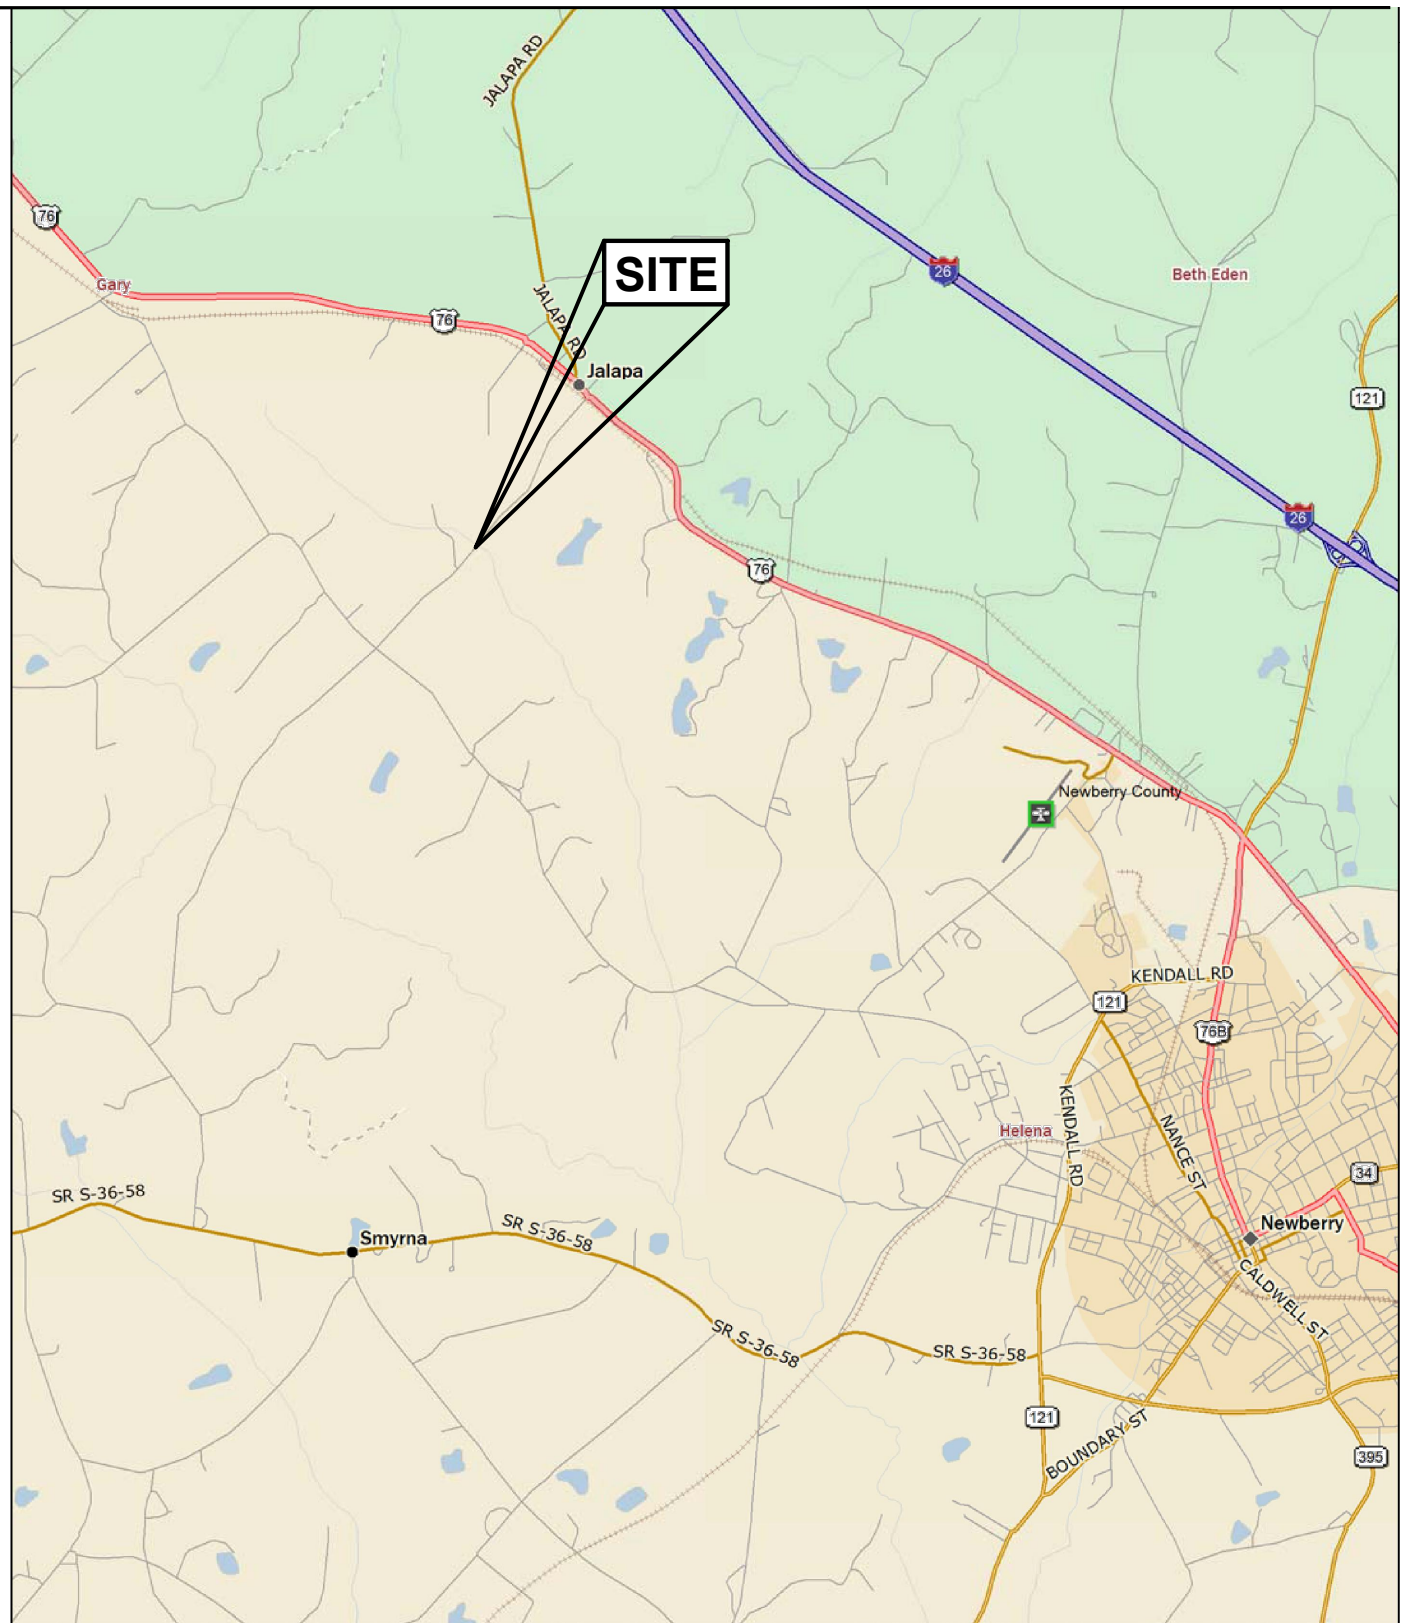 JALAPA RD
76
SITE
26
Beth Eden
Gary
JALAPA RD
76
Jalapa
121
26
76
Newberry County
KENDALL RD
121
76B
KENDALL RD
NANCE ST
Helena
34
SR S-36-58
Smyrna
SR S-36-58
Newberry
CALDWELL ST
SR S-36-58
SR S-36-58
121
BOUNDARY ST
395